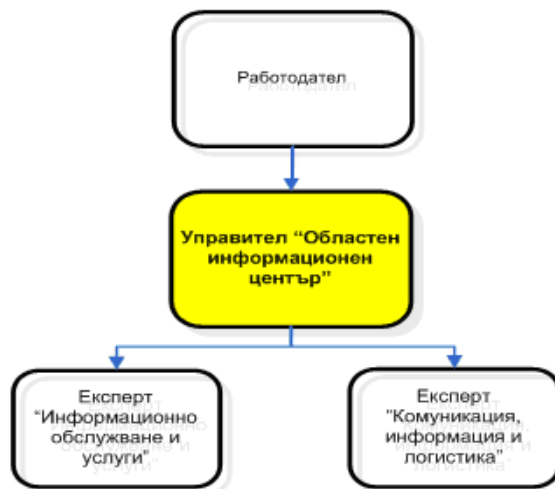 Работодател
Управител “Областен
информационен
център”
Експерт
“Информационно
обслужване и
услуги”
Експерт
"Комуникация,
информация и
логистика”